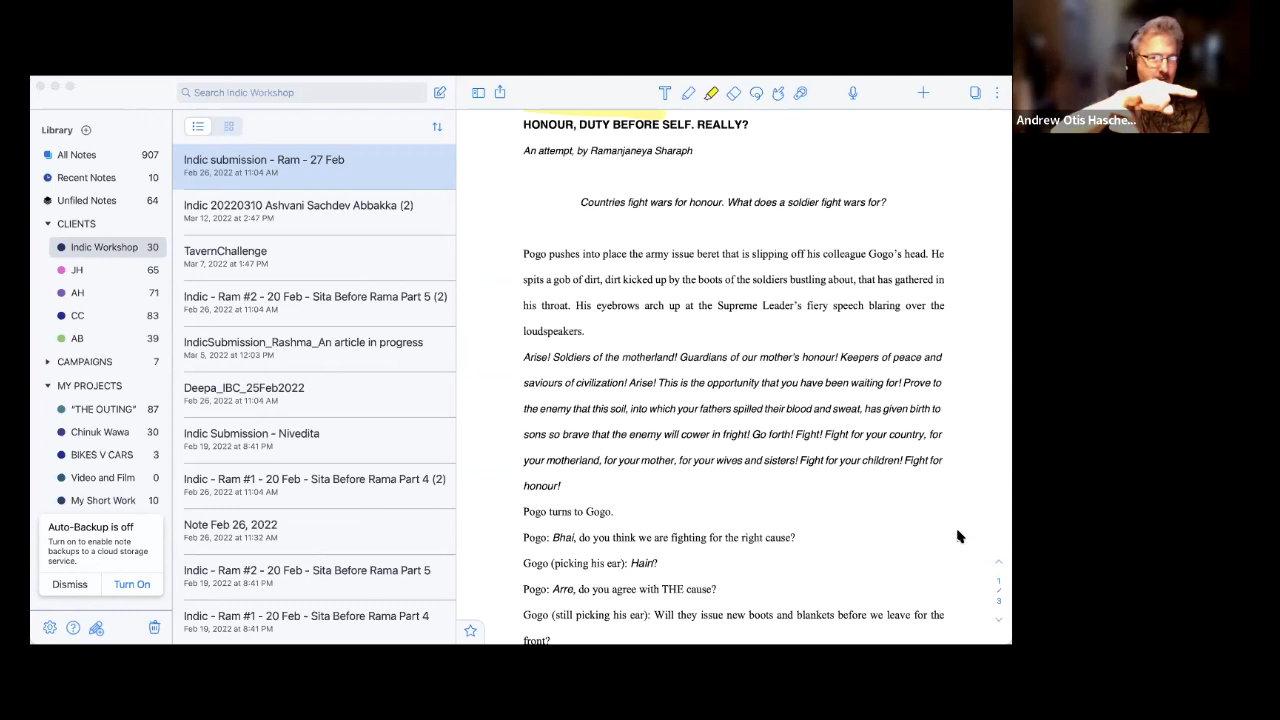 Search Indic Workshop
Library
All Notes 907
Recent Notes 10
Unfiled Notes 64
CLIENTS
Indic Workshop 30
JH 65
AH 71
CC 83
AB 39
CAMPAIGNS 7
MY PROJECTS
"THE OUTING" 87
Chinuk Wawa 30
BIKES V CARS 3
Video and Film 0
My Short Work 10
Auto-Backup is off
Turn on to enable note
backups to a cloud storage
service.
Dismiss Turn On
Indic submission - Ram - 27 Feb
Feb 26, 2022 at 11:04 AM
Indic 20220310 Ashvani Sachdev Abbakka (2)
Mar 12, 2022 at 2:47 PM
TavernChallenge
Mar 7, 2022 at 1:47 PM
Indic - Ram #2 - 20 Feb - Sita Before Rama Part 5 (2)
Feb 26, 2022 at 11:04 AM
IndicSubmission_Rashma_An article in progress
Mar 5, 2022 at 12:03 PM
Deepa_IBC_25Feb2022
Feb 26, 2022 at 11:04 AM
Indic Submission - Nivedita
Feb 19, 2022 at 8:41 PM
Indic - Ram #1 - 20 Feb - Sita Before Rama Part 4 (2)
Feb 26, 2022 at 11:04 AM
Note Feb 26, 2022
Feb 26, 2022 at 11:32 AM
Indic - Ram #2 - 20 Feb - Sita Before Rama Part 5
Feb 19, 2022 at 8:41 PM
Indic - Ram #1 - 20 Feb - Sita Before Rama Part 4
Feb 19, 2022 at 8:41 PM
HONOUR, DUTY BEFORE SELF. REALLY?
An attempt, by Ramanjaneya Sharaph
Countries fight wars for honour. What does a soldier fight wars for?
Pogo pushes into place the army issue beret that is slipping off his colleague Gogo's head. He
spits a gob of dirt, dirt kicked up by the boots of the soldiers bustling about, that has gathered in
his throat. His eyebrows arch up at the Supreme Leader's fiery speech blaring over the
loudspeakers.
Arise! Soldiers of the motherland! Guardians of our mother's honour! Keepers of peace and
saviours of civilization! Arise! This is the opportunity that you have been waiting for! Prove to
the enemy that this soil, into which your fathers spilled their blood and sweat, has given birth to
sons so brave that the enemy will cower in fright! Go forth! Fight! Fight for your country, for
your motherland, for your mother, for your wives and sisters! Fight for your children! Fight for
honour!
Pogo turns to Gogo.
Pogo: Bhai, do you think we are fighting for the right cause?
Gogo (picking his ear): Hain?
Pogo: Arre, do you agree with THE cause?
Gogo (still picking his ear): Will they issue new boots and blankets before we leave for the
front?
1
/
3
Andrew Otis Hasche...